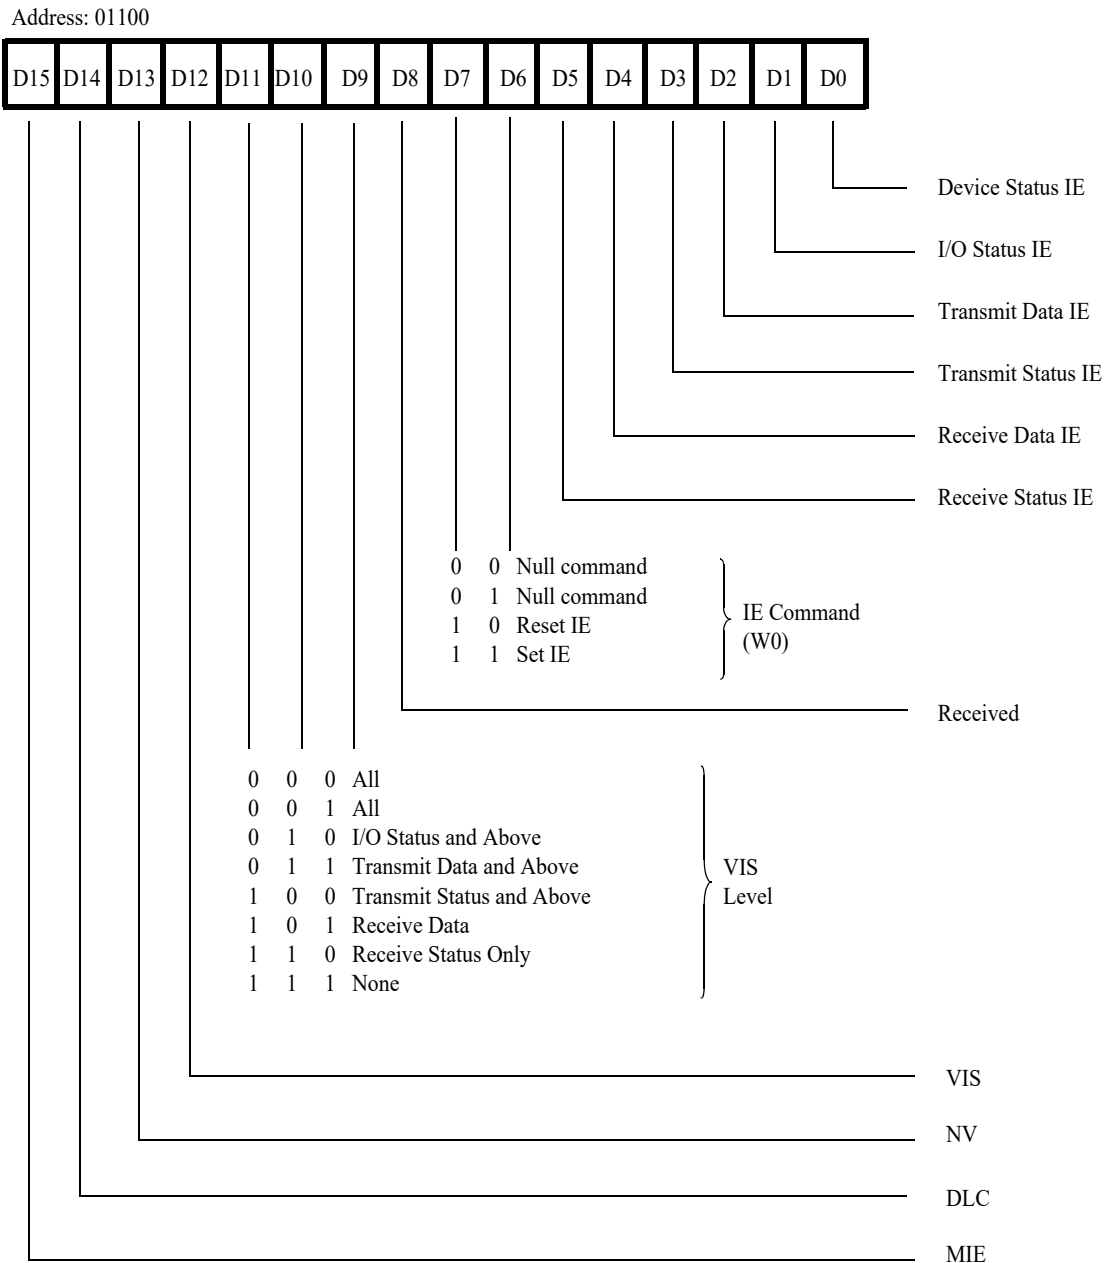 Address: 01100
D15 D14 D13 D12 D11 D10 D9 D8 D7 D6 D5 D4 D3 D2 D1 D0
Device Status IE
I/O Status IE
Transmit Data IE
Transmit Status IE
Receive Data IE
Receive Status IE
0 0 Null command
0 1 Null command
1 0 Reset IE
1 1 Set IE
IE Command
(W0)
Received
0 0 0 All
0 0 1 All
0 1 0 I/O Status and Above
0 1 1 Transmit Data and Above
1 0 0 Transmit Status and Above
1 0 1 Receive Data
1 1 0 Receive Status Only
1 1 1 None
VIS
Level
VIS
NV
DLC
MIE